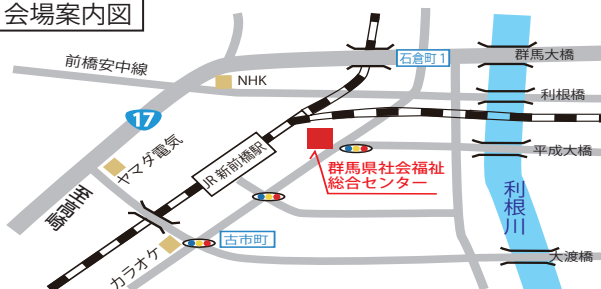 会場案内図
前橋安中線
石倉町1
群馬大橋
NHK
利根橋
17
ヤマダ電気
JR新前橋駅
平成大橋
群馬県社会福祉
総合センター
至高崎
利根川
古市町
カラオケ
大渡橋